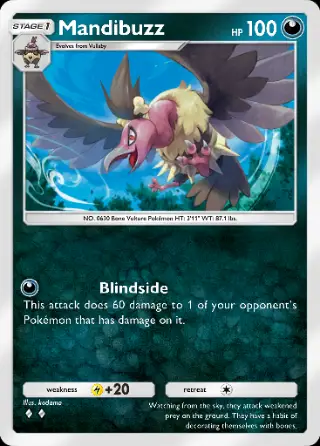 STAGE 1
Mandibuzz
HP 100
Evolves from Vullaby
NO. 0630 Bone Vulture Pokémon HT: 3'11" WT: 87.1 lbs.
Blindside
This attack does 60 damage to 1 of your opponent's
Pokémon that has damage on it.
weakness +20 retreat
Illus. kodama
Watching from the sky, they attack weakened
prey on the ground. They have a habit of
decorating themselves with bones.